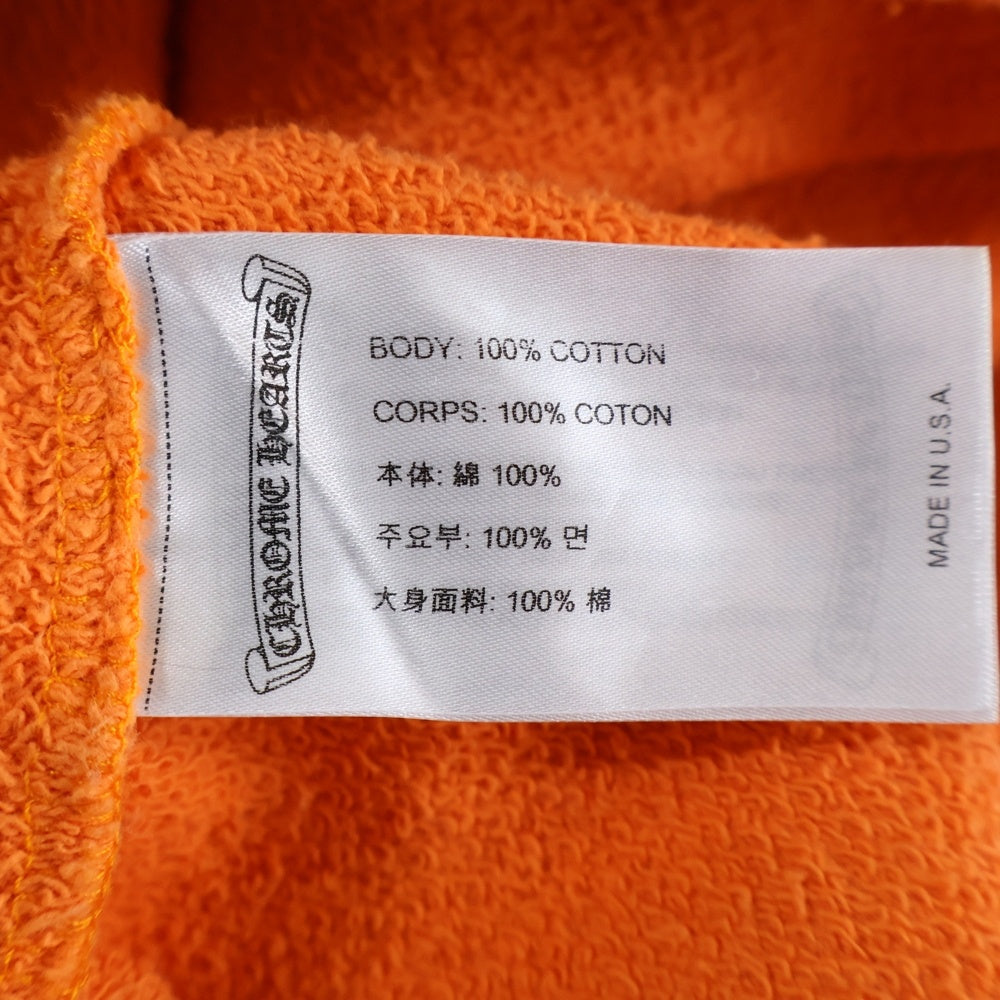 CHROME HEARTS
BODY: 100% COTTON
CORPS: 100% COTON
本体: 綿 100%
주요부: 100% 면
大身面料: 100% 棉
MADE IN U.S.A.